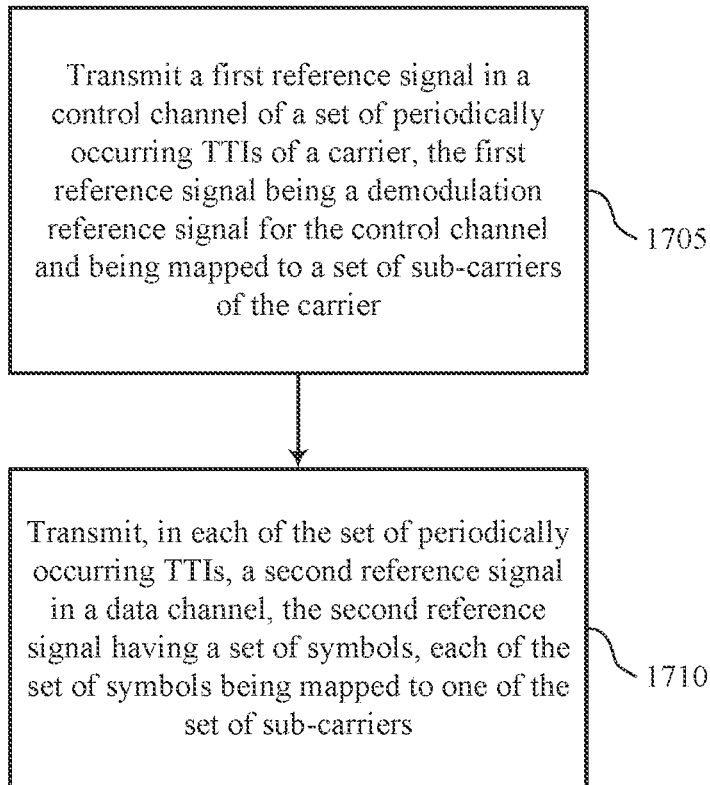 Transmit a first reference signal in a
control channel of a set of periodically
occurring TTIs of a carrier, the first
reference signal being a demodulation
reference signal for the control channel
and being mapped to a set of sub-carriers
of the carrier
1705
Transmit, in each of the set of periodically
occurring TTIs, a second reference signal
in a data channel, the second reference
signal having a set of symbols, each of the
set of symbols being mapped to one of the
set of sub-carriers
1710